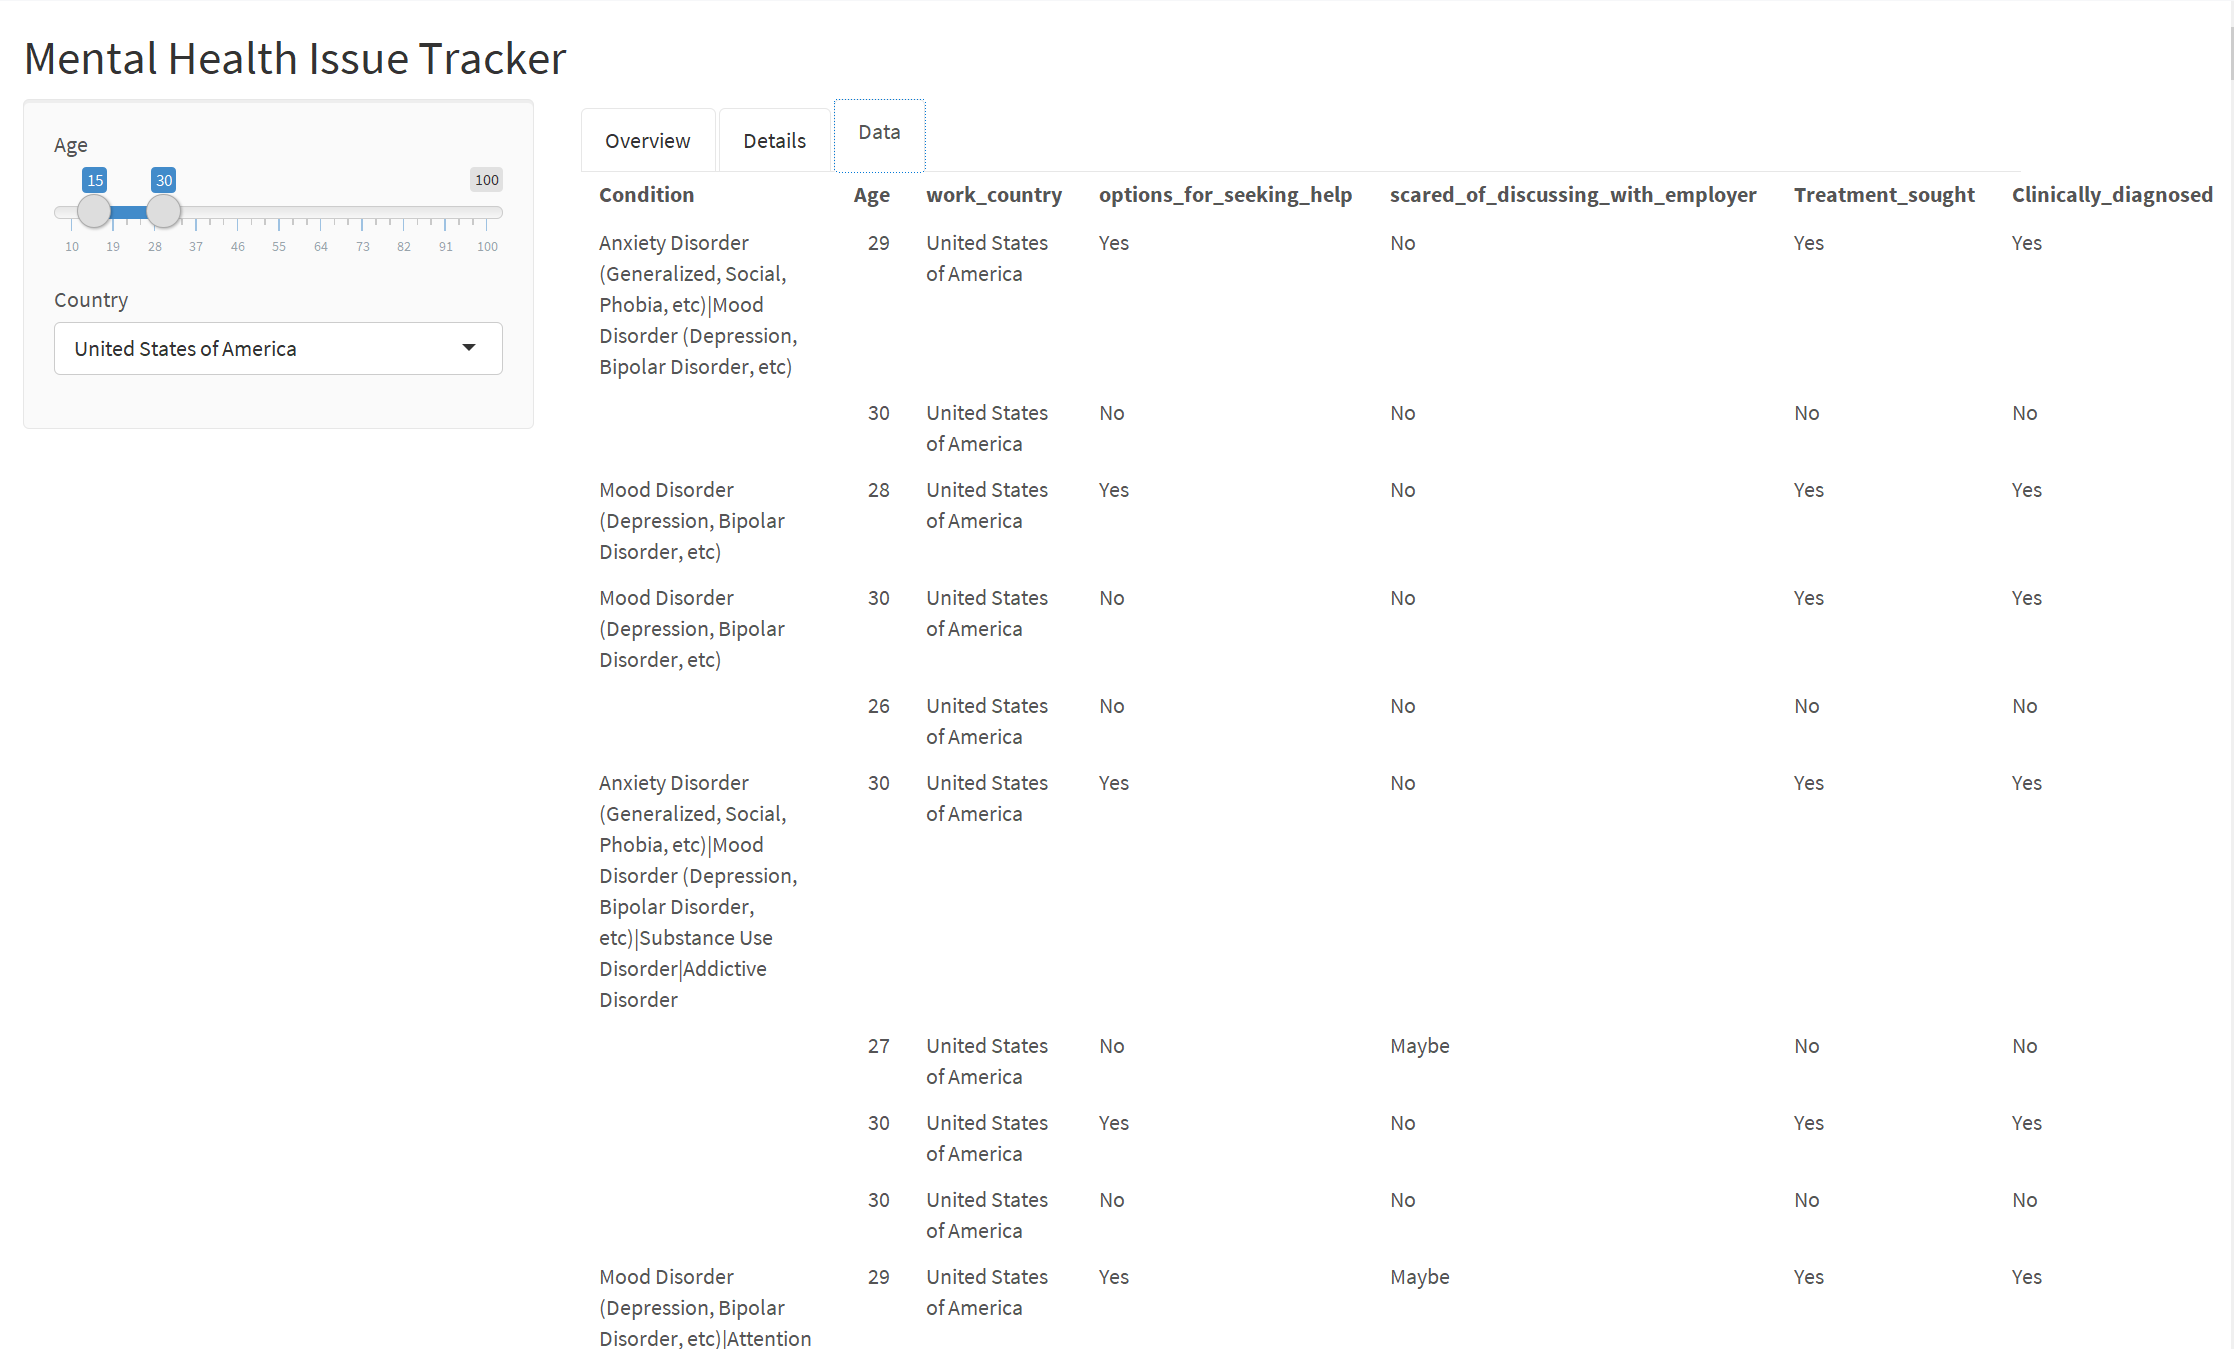 Mental Health Issue Tracker
Age
15 30 100
10 19 28 37 46 55 64 73 82 91 100
Country
United States of America
Overview Details Data
Condition Age work_country options_for_seeking_help scared_of_discussing_with_employer Treatment_sought Clinically_diagnosed
Anxiety Disorder 29 United States Yes No Yes Yes
(Generalized, Social, of America
Phobia, etc)|Mood
Disorder (Depression,
Bipolar Disorder, etc)
30 United States No No No No
of America
Mood Disorder 28 United States Yes No Yes Yes
(Depression, Bipolar of America
Disorder, etc)
Mood Disorder 30 United States No No Yes Yes
(Depression, Bipolar of America
Disorder, etc)
26 United States No No No No
of America
Anxiety Disorder 30 United States Yes No Yes Yes
(Generalized, Social, of America
Phobia, etc)|Mood
Disorder (Depression,
Bipolar Disorder,
etc)|Substance Use
Disorder|Addictive
Disorder
27 United States No Maybe No No
of America
30 United States Yes No Yes Yes
of America
30 United States No No No No
of America
Mood Disorder 29 United States Yes Maybe Yes Yes
(Depression, Bipolar of America
Disorder, etc)|Attention